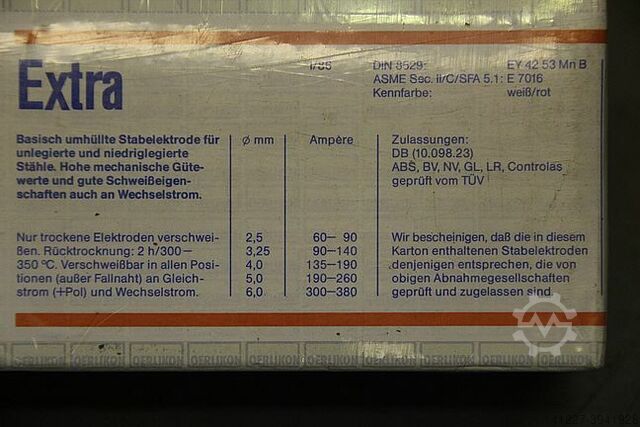 Extra
I/85
DIN 8529: EY 42 53 Mn B
ASME Sec. II/C/SFA 5.1: E 7016
Kennfarbe: weiß/rot
Basisch umhüllte Stabelektrode für
unlegierte und niedriglegierte
Stähle. Hohe mechanische Güte-
werte und gute Schweißeigen-
schaften auch an Wechselstrom.
Ø mm Ampère
Zulassungen:
DB (10.098.23)
ABS, BV, NV, GL, LR, Controlas
geprüft vom TÜV
Nur trockene Elektroden verschwei-
ßen. Rücktrocknung: 2 h/300–
350 °C. Verschweißbar in allen Posi-
tionen (außer Fallnaht) an Gleich-
strom (+Pol) und Wechselstrom.
2,5 60– 90
3,25 90–140
4,0 135-190
5,0 190–260
6,0 300–380
Wir bescheinigen, daß die in diesem
Karton enthaltenen Stabelektroden
denjenigen entsprechen, die von
obigen Abnahmegesellschaften
geprüft und zugelassen sind.
OERLIKON OERLIKON OERLIKON OERLIKON OERLIKON OERLIKON OERLIKON